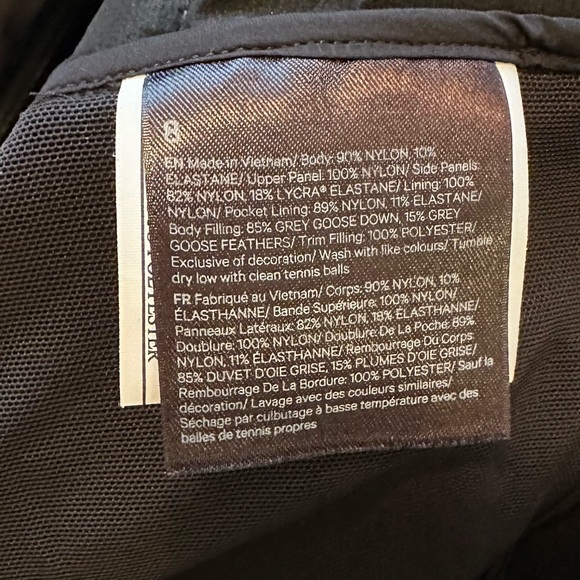 8
EN Made in Vietnam/ Body: 90% NYLON, 10%
ELASTANE/ Upper Panel: 100% NYLON/ Side Panels:
82% NYLON, 18% LYCRA® ELASTANE/ Lining: 100%
NYLON/ Pocket Lining: 89% NYLON, 11% ELASTANE/
Body Filling: 85% GREY GOOSE DOWN, 15% GREY
GOOSE FEATHERS/ Trim Filling: 100% POLYESTER/
Exclusive of decoration/ Wash with like colours/ Tumble
dry low with clean tennis balls
FR Fabriqué au Vietnam/ Corps: 90% NYLON, 10%
ÉLASTHANNE/ Bande Supérieure: 100% NYLON/
Panneaux Latéraux: 82% NYLON, 18% ÉLASTHANNE/
Doublure: 100% NYLON/ Doublure De La Poche: 89%
NYLON, 11% ÉLASTHANNE/ Rembourrage Du Corps
85% DUVET D'OIE GRISE, 15% PLUMES D'OIE GRISE/
Rembourrage De La Bordure: 100% POLYESTER/ Sauf la
décoration/ Lavage avec des couleurs similaires/
Séchage par culbutage à basse température avec des
balles de tennis propres